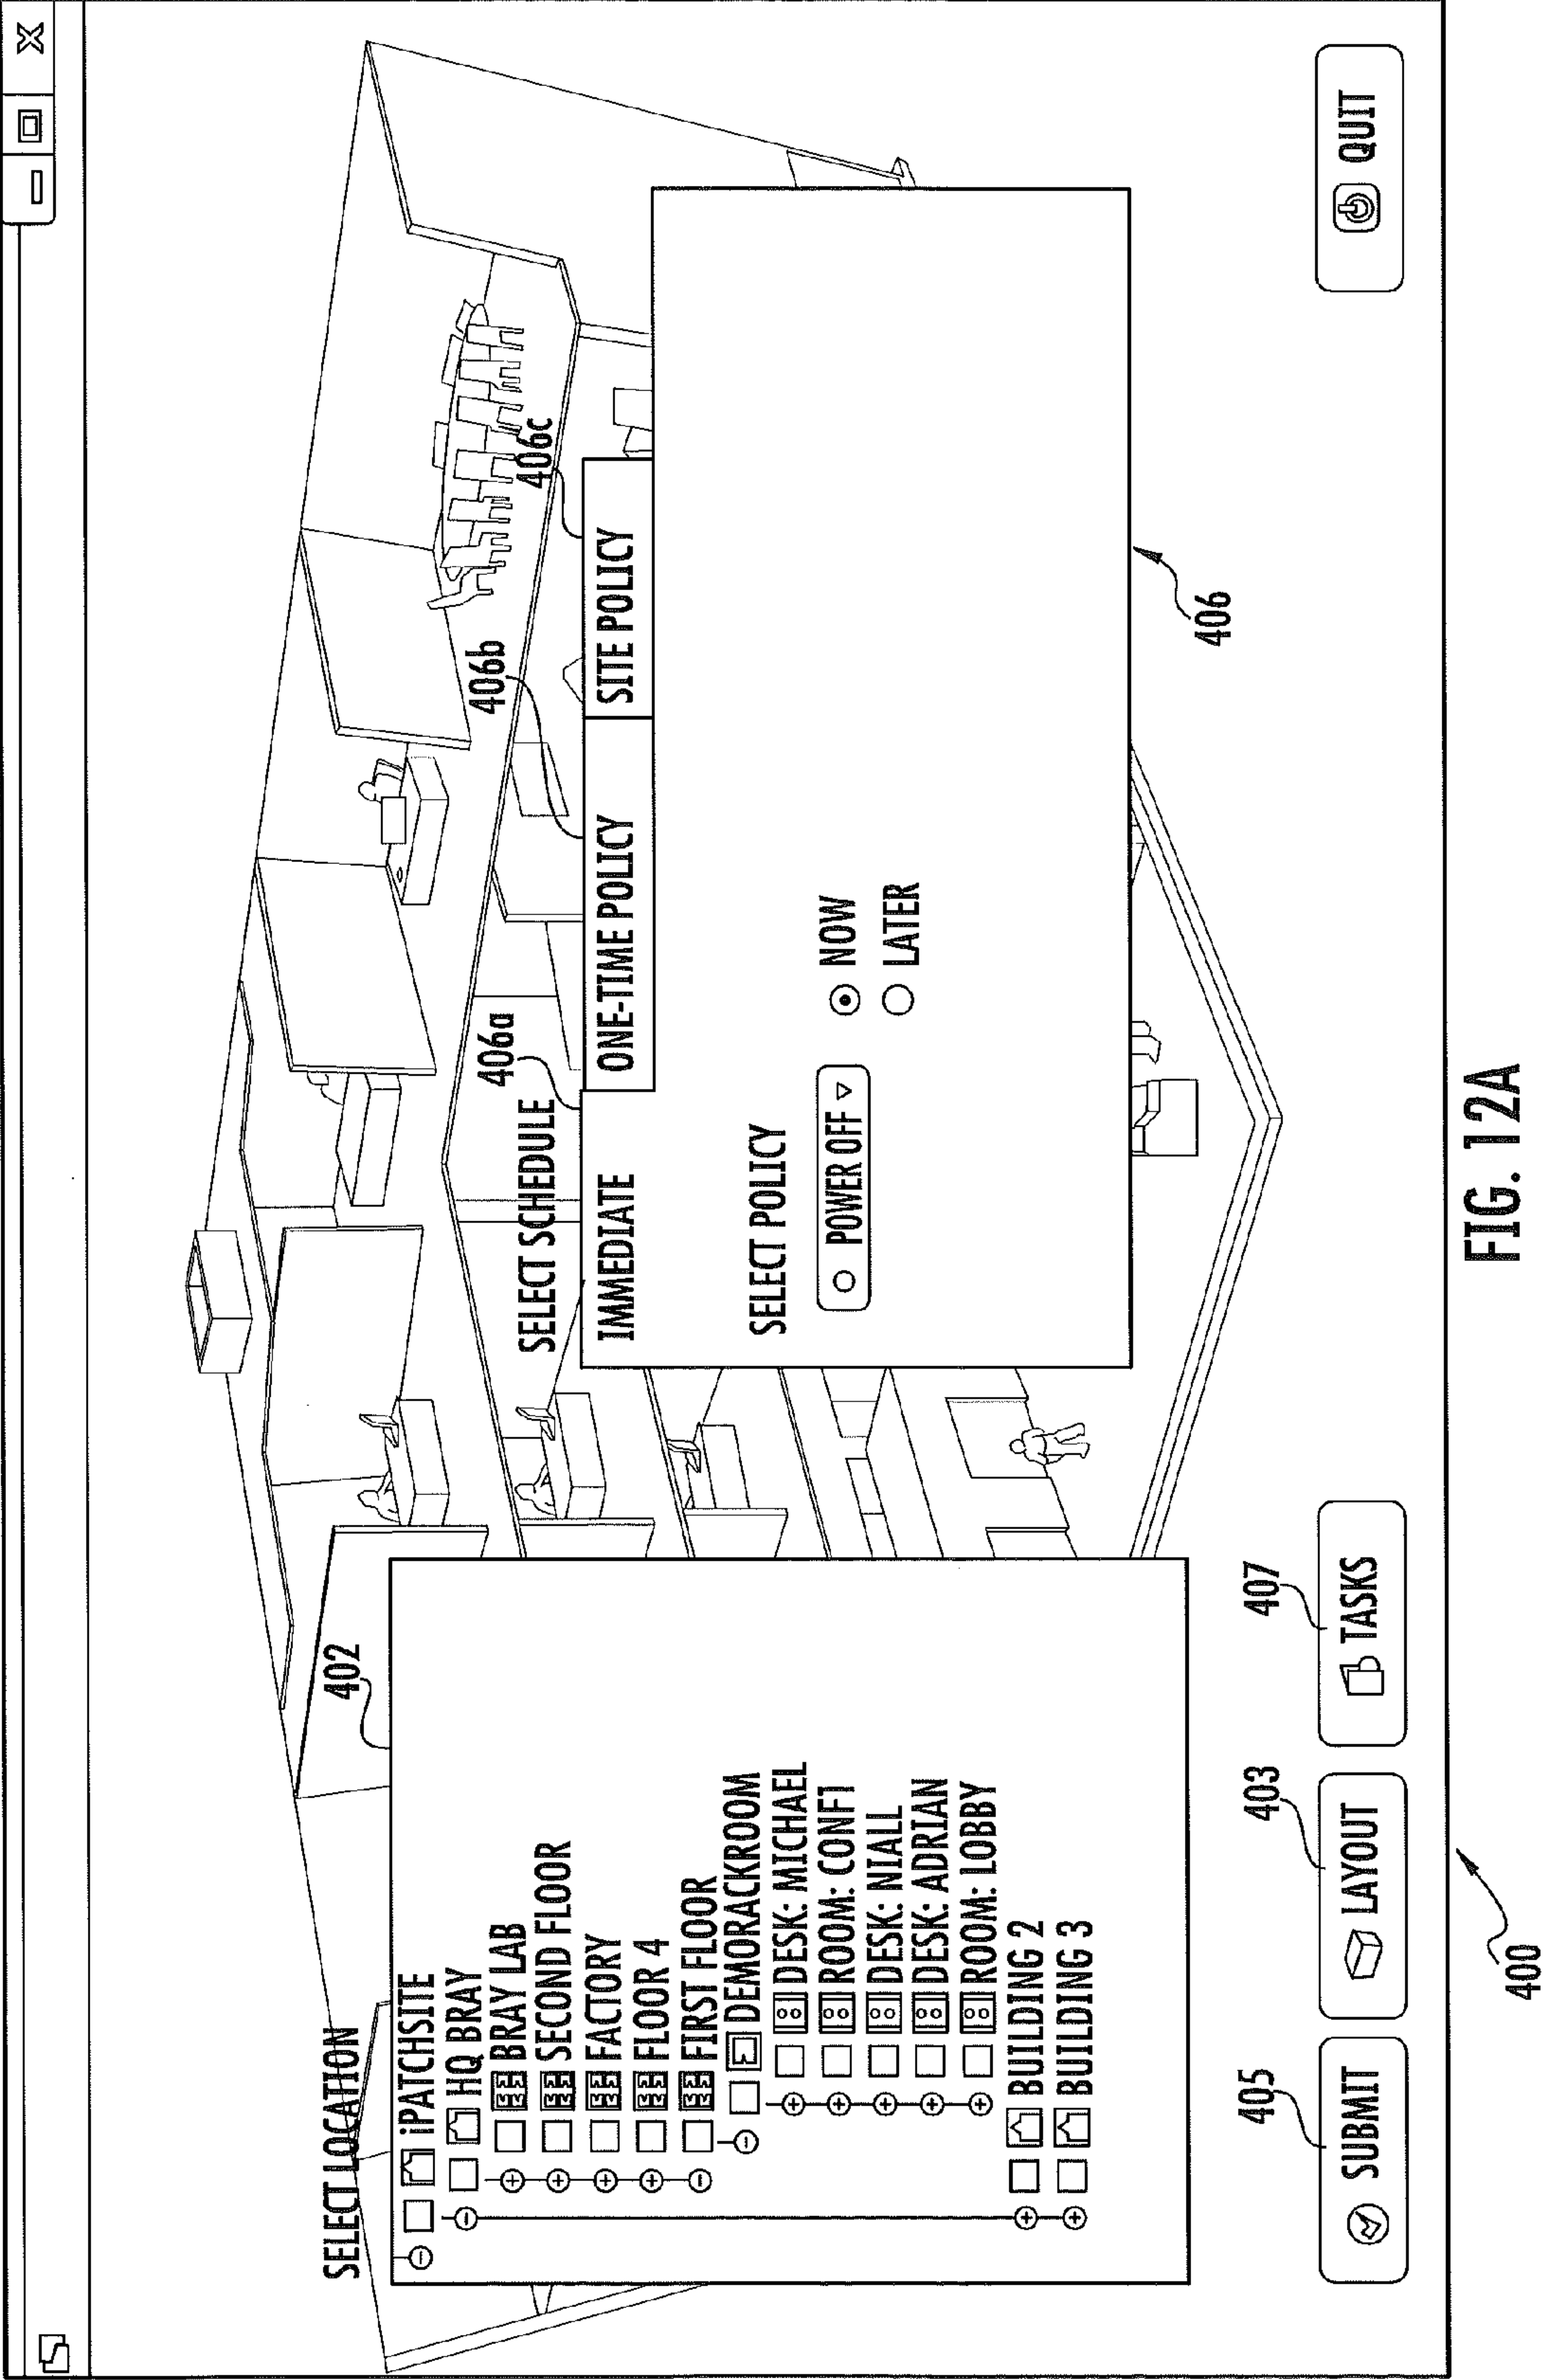 SELECT LOCATION
402
iPATCHSITE
HQ BRAY
BRAY LAB
SECOND FLOOR
FACTORY
FLOOR 4
FIRST FLOOR
DEMORACKROOM
DESK: MICHAEL
ROOM: CONF1
DESK: NIALL
DESK: ADRIAN
ROOM: LOBBY
BUILDING 2
BUILDING 3
SELECT SCHEDULE
406a
406b
406c
IMMEDIATE
ONE-TIME POLICY
SITE POLICY
SELECT POLICY
POWER OFF
NOW
LATER
406
405
403
407
SUBMIT
LAYOUT
TASKS
QUIT
400
FIG. 12A